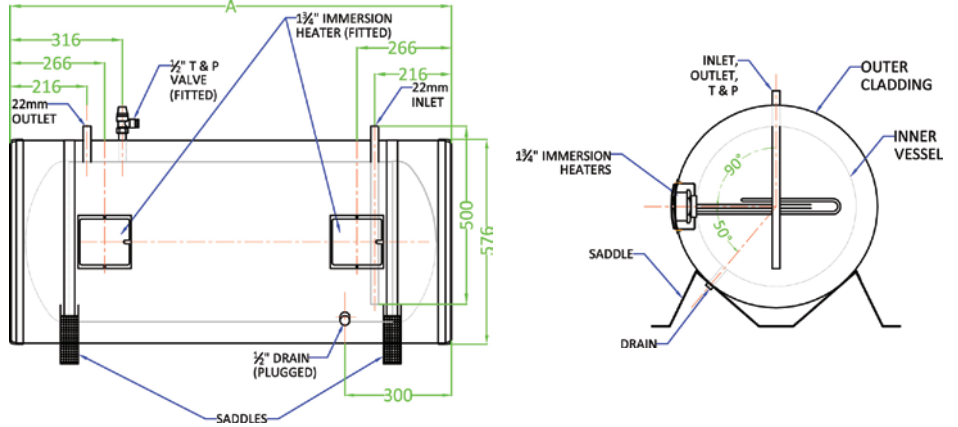 A
316
1¾" IMMERSION
HEATER (FITTED)
266
266
½" T & P
VALVE
(FITTED)
216
216
22mm
OUTLET
22mm
INLET
500
576
½" DRAIN
(PLUGGED)
300
SADDLES
INLET,
OUTLET,
T & P
OUTER
CLADDING
INNER
VESSEL
1¾" IMMERSION
HEATERS
90°
50°
SADDLE
DRAIN